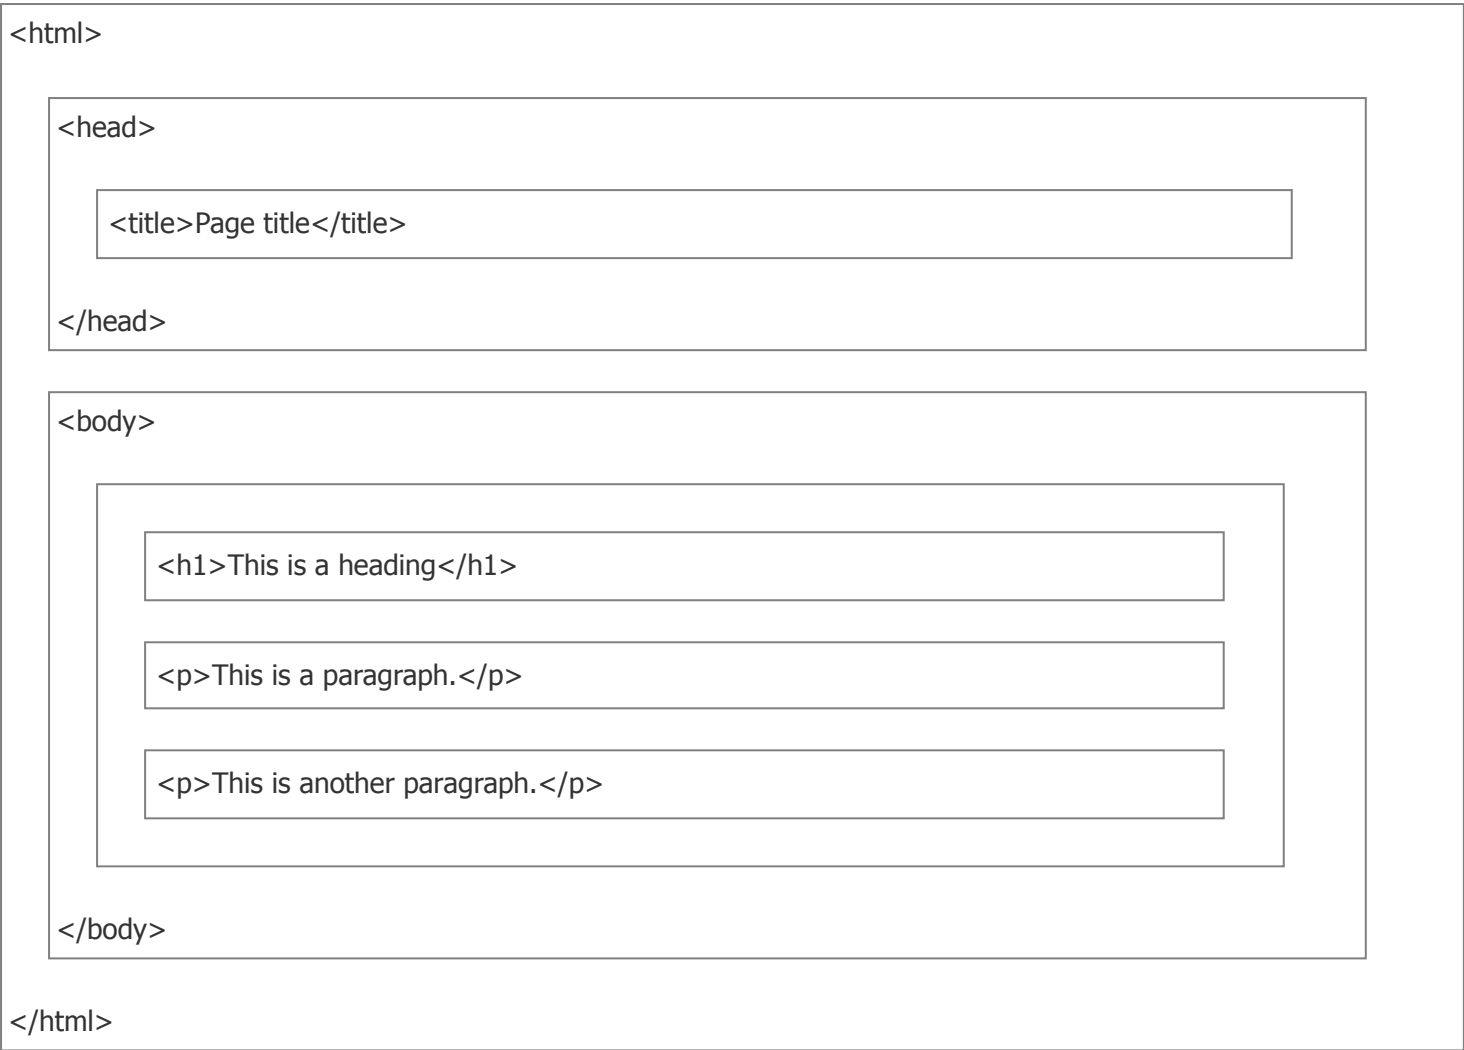 <html>
<head>
<title>Page title</title>
</head>
<body>
<h1>This is a heading</h1>
<p>This is a paragraph.</p>
<p>This is another paragraph.</p>
</body>
</html>